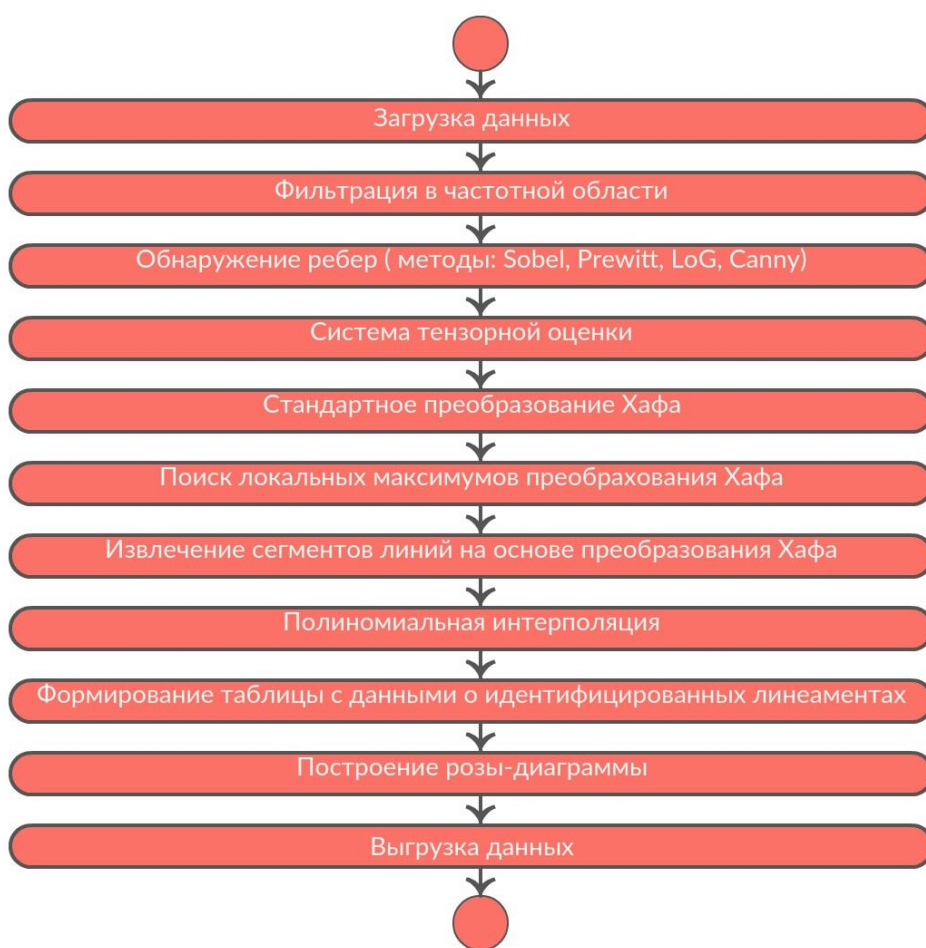 Загрузка данных
Фильтрация в частотной области
Обнаружение ребер ( методы: Sobel, Prewitt, LoG, Canny)
Система тензорной оценки
Стандартное преобразование Хафа
Поиск локальных максимумов преобрахования Хафа
Извлечение сегментов линий на основе преобразования Хафа
Полиномиальная интерполяция
Формирование таблицы с данными о идентифицированных линеаментах
Построение розы-диаграммы
Выгрузка данных